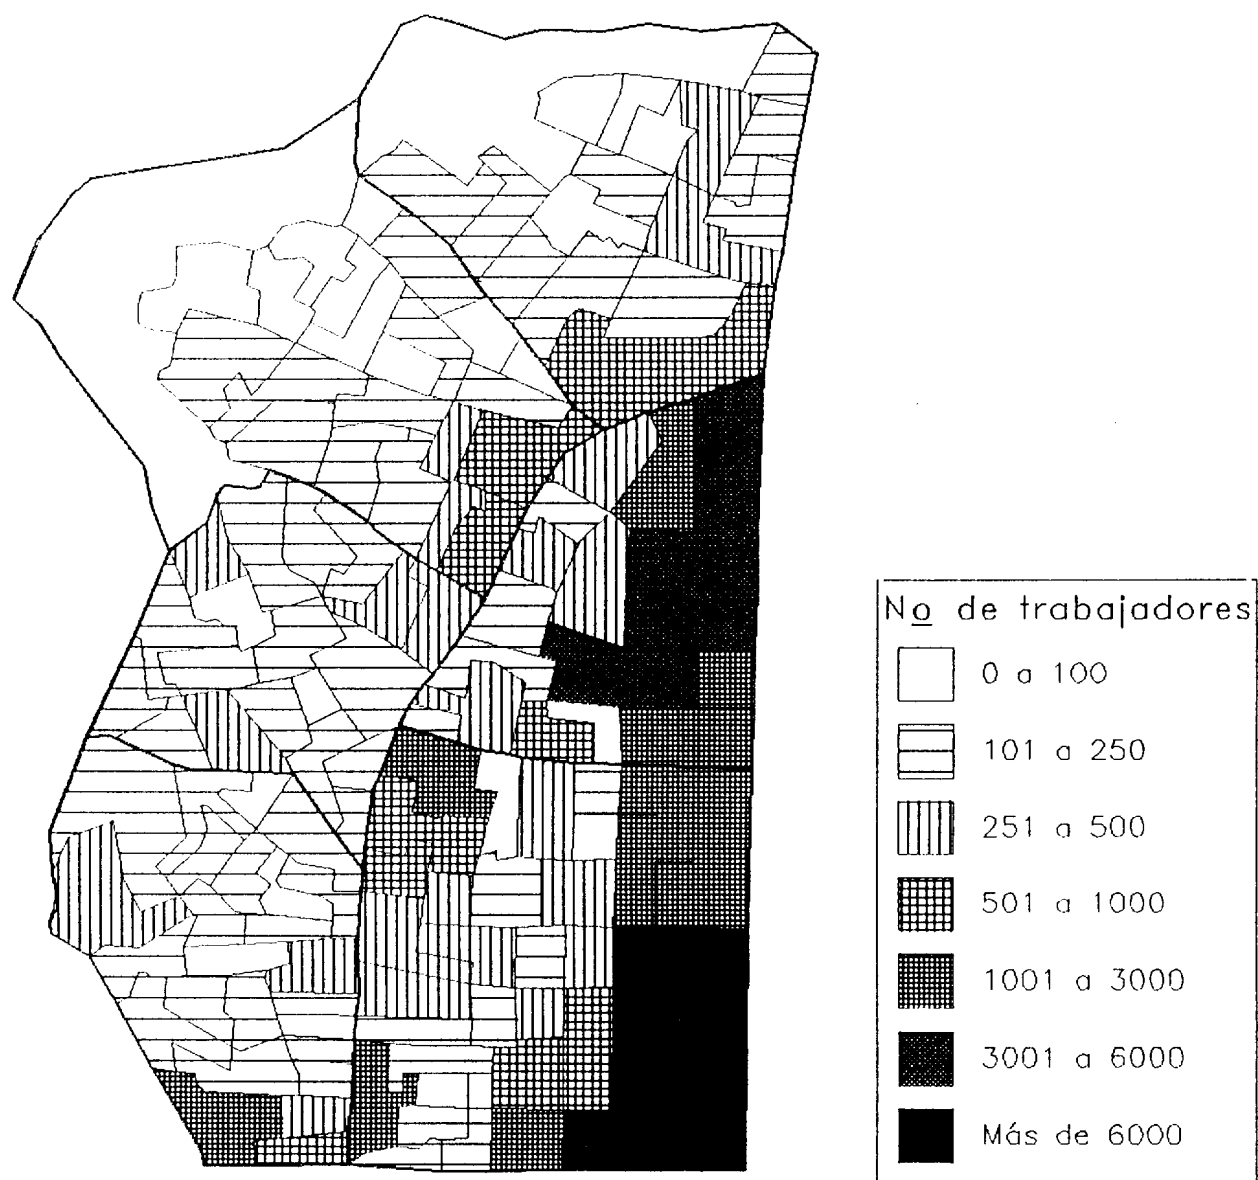 No de trabajadores
0 a 100
101 a 250
251 a 500
501 a 1000
1001 a 3000
3001 a 6000
Más de 6000